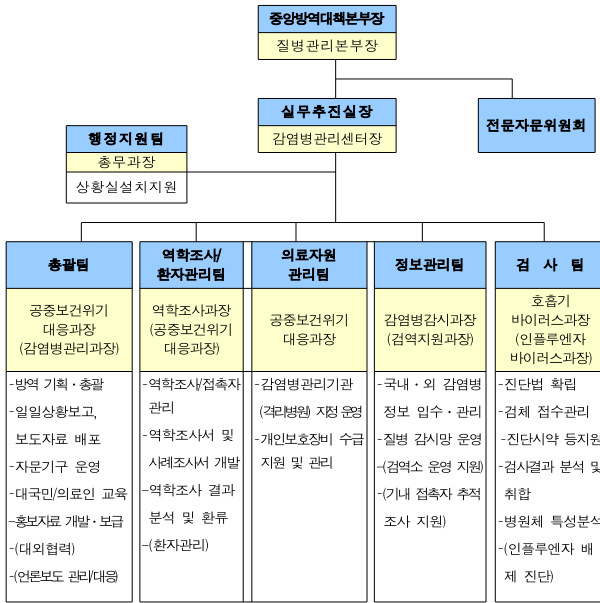 중앙방역대책본부장
질병관리본부장
실무추진실장
감염병관리센터장
전문자문위원회
행정지원팀
총무과장
상황실설치지원
총괄팀
공중보건위기
대응과장
(감염병관리과장)
-방역 기획・총괄
-일일상황보고,
보도자료 배포
-자문기구 운영
-대국민/의료인 교육
-홍보자료 개발・보급
-(대외협력)
-(언론보도 관리/대응)
역학조사/
환자관리팀
역학조사과장
(공중보건위기
대응과장)
-역학조사/접촉자
관리
-역학조사서 및
사례조사서 개발
-역학조사 결과
분석 및 환류
-(환자관리)
의료자원
관리팀
공중보건위기
대응과장
-감염병관리기관
(격리병원) 지정 운영
-개인보호장비 수급
지원 및 관리
정보관리팀
감염병감시과장
(검역지원과장)
-국내・외 감염병
정보 입수・관리
-질병 감시망 운영
-(검역소 운영 지원)
-(기내 접촉자 추적
조사 지원)
검 사 팀
호흡기
바이러스과장
(인플루엔자
바이러스과장)
-진단법 확립
-검체 접수관리
-진단시약 등지원
-검사결과 분석 및
취합
-병원체 특성분석
-(인플루엔자 배
제 진단)